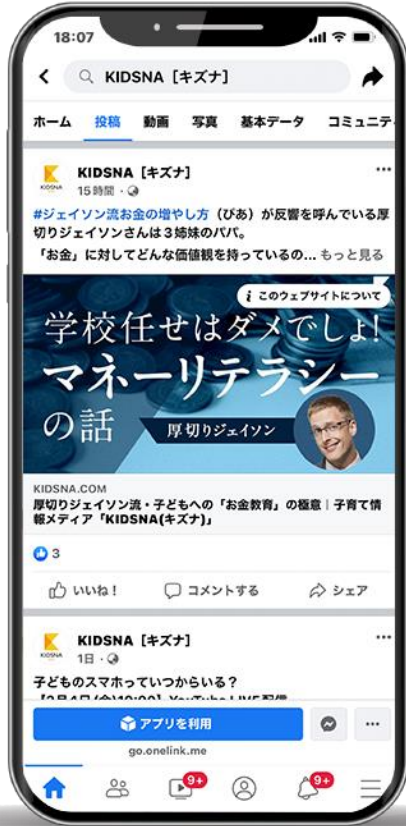 18:07
KIDSNA［キズナ］
ホーム 投稿 動画 写真 基本データ コミュニテ
KIDSNA［キズナ］
KIDSNA
15時間
#ジェイソン流お金の増やし方（ぴあ）が反響を呼んでいる厚
切りジェイソンさんは３姉妹のパパ。
「お金」に対してどんな価値観を持っているの... もっと見る
i このウェブサイトについて
学校任せはダメでしょ!
マネーリテラシー
の話
厚切りジェイソン
KIDSNA.COM
厚切りジェイソン流・子どもへの「お金教育」の極意｜子育て情
報メディア「KIDSNA(キズナ)」
3
いいね！ コメントする シェア
KIDSNA［キズナ］
KIDSNA
1日
子どものスマホっていつからいる？
アプリを利用
go.onelink.me
9+ 9+